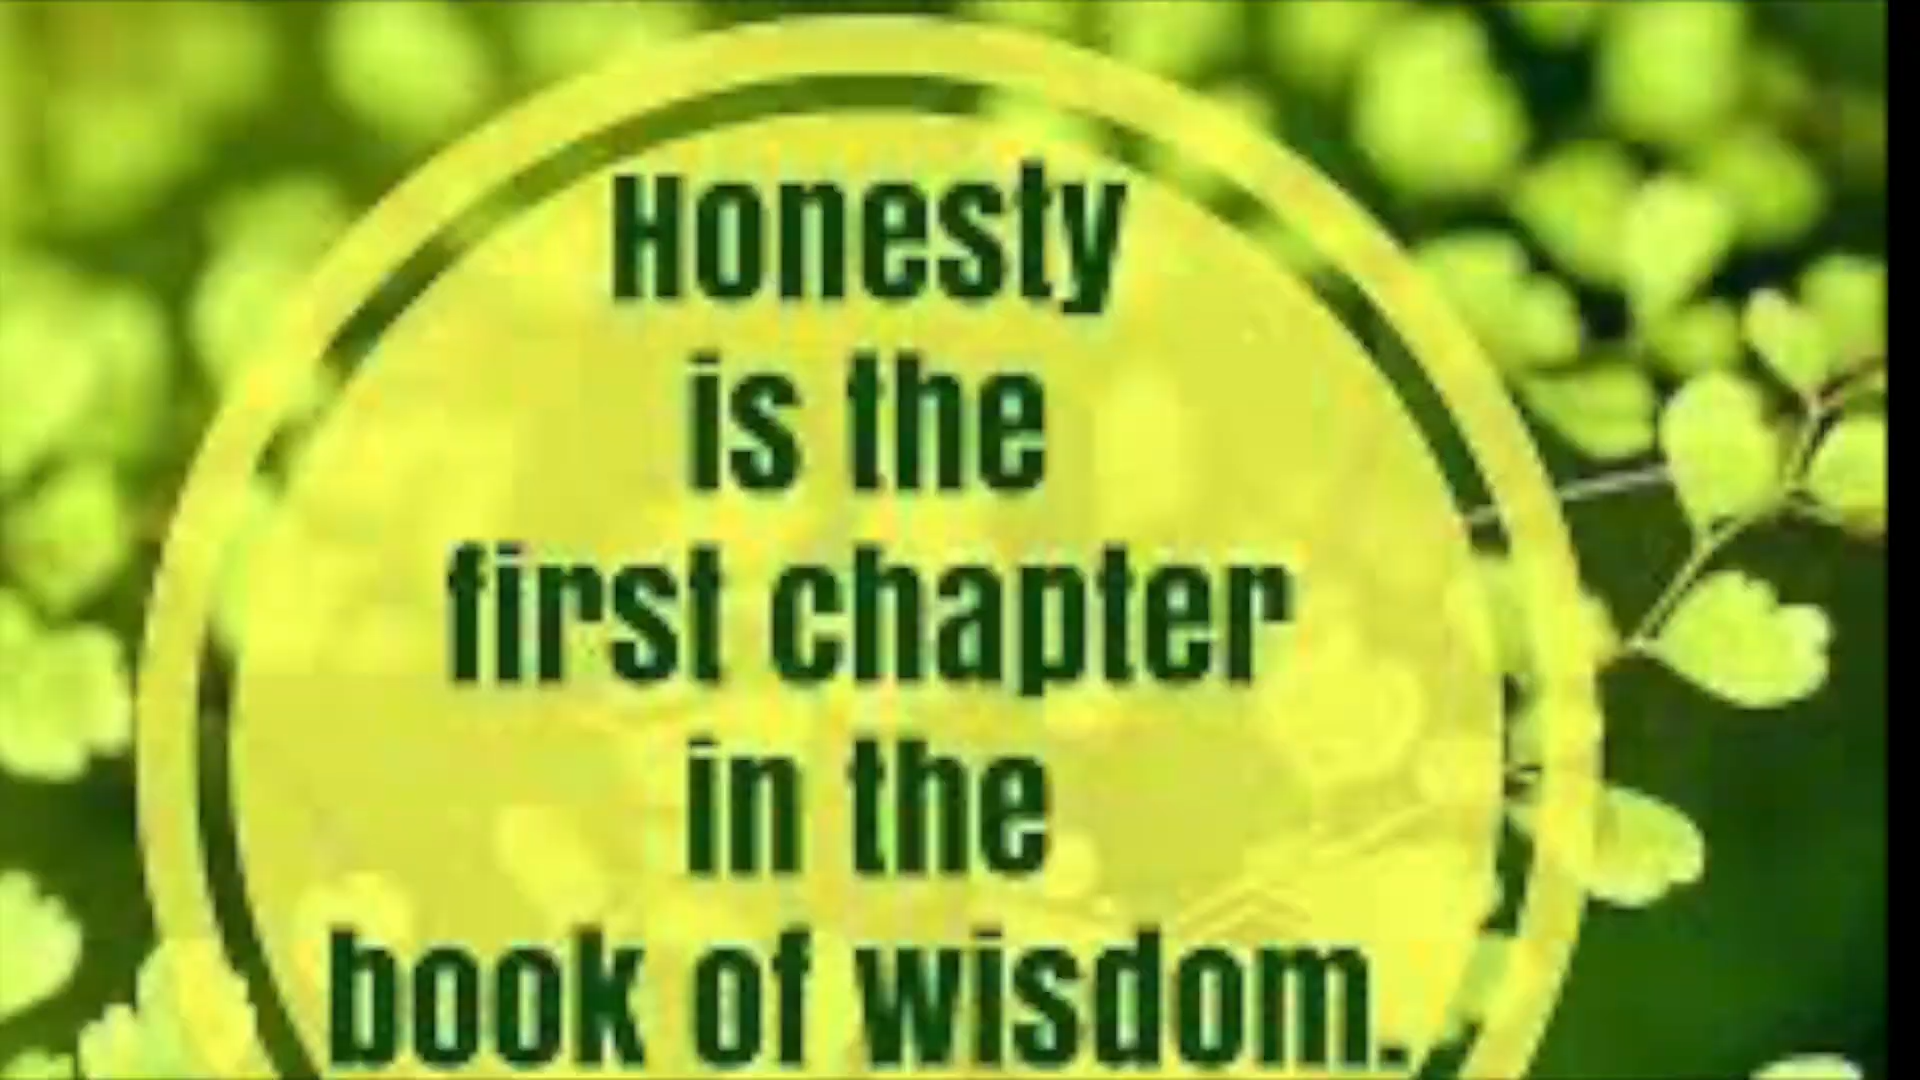 Honesty
is the
first chapter
in the
book of wisdom.